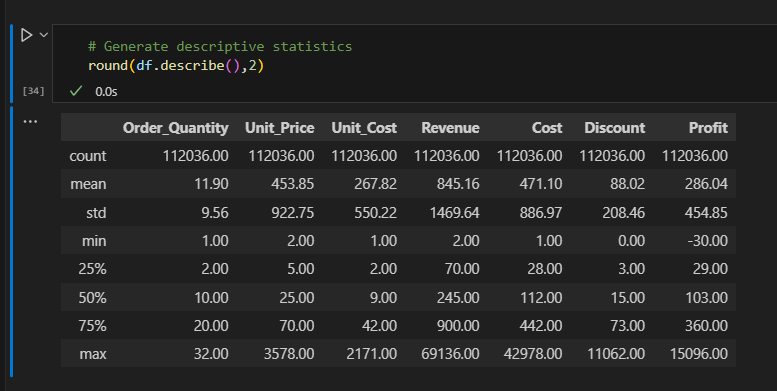 # Generate descriptive statistics
round(df.describe(),2)
[34] 0.0s
Order_Quantity Unit_Price Unit_Cost Revenue Cost Discount Profit
count 112036.00 112036.00 112036.00 112036.00 112036.00 112036.00 112036.00
mean 11.90 453.85 267.82 845.16 471.10 88.02 286.04
std 9.56 922.75 550.22 1469.64 886.97 208.46 454.85
min 1.00 2.00 1.00 2.00 1.00 0.00 -30.00
25% 2.00 5.00 2.00 70.00 28.00 3.00 29.00
50% 10.00 25.00 9.00 245.00 112.00 15.00 103.00
75% 20.00 70.00 42.00 900.00 442.00 73.00 360.00
max 32.00 3578.00 2171.00 69136.00 42978.00 11062.00 15096.00